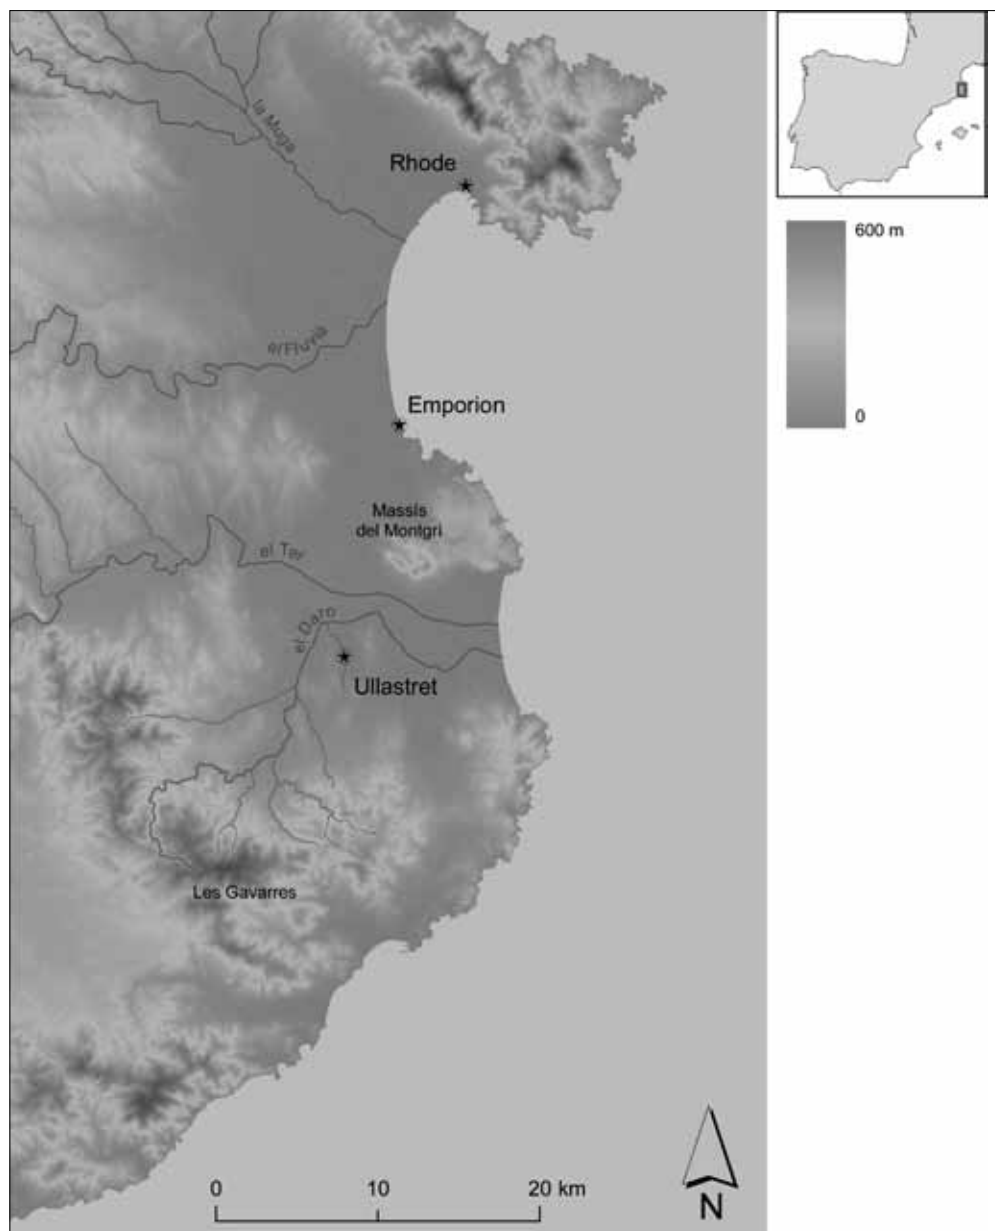 la Muga
Rhode
600 m
el Fluvià
0
Emporion
Massís
del Montgrí
el Ter
el Daró
Ullastret
Les Gavarres
0 10 20 km
N